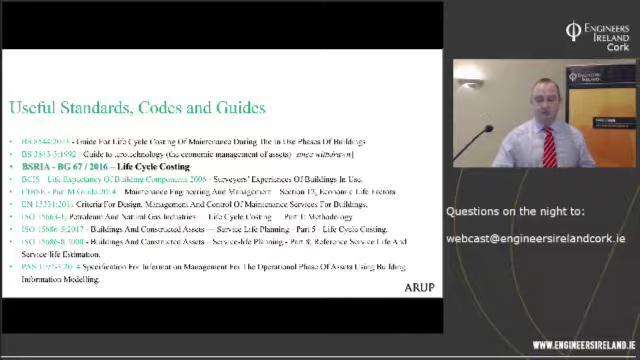 ENGINEERS
IRELAND
Cork
Useful Standards, Codes and Guides
BS 8544:2013 - Guide For Life Cycle Costing Of Maintenance During The In Use Phases Of Buildings
BS 3843-3:1992 - Guide to terotechnology (the economic management of assets) since withdrawn]
BSRIA - BG 67 / 2016 – Life Cycle Costing
BCIS - Life Expectancy Of Building Components 2006 - Surveyors' Experiences Of Buildings In Use.
CIBSE - Part M Guide 2014 – Maintenance Engineering And Management – Section 12, Economic Life Factors
EN 15331:2011 Criteria For Design, Management And Control Of Maintenance Services For Buildings.
ISO 15663-1, Petroleum And Natural Gas Industries – Life Cycle Costing – Part 1: Methodology
ISO 15686-5:2017 - Buildings And Constructed Assets — Service Life Planning - Part 5 - Life Cycle Costing.
ISO 15686-8:2008 - Buildings And Constructed Assets — Service-life Planning - Part 8: Reference Service Life And
Service-life Estimation.
PAS 1192-3:2014 Specification For Information Management For The Operational Phase Of Assets Using Building
Information Modelling.
ARUP
Questions on the night to:
webcast@engineersirelandcork.ie
WWW.ENGINEERSIRELAND.IE